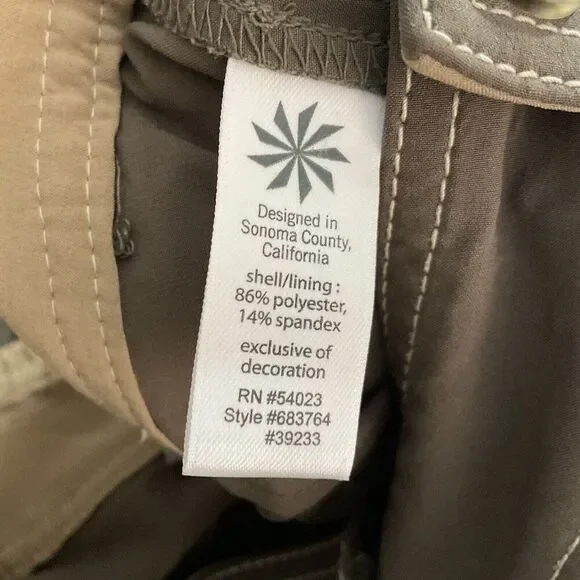 Designed in
Sonoma County,
California
shell/lining :
86% polyester,
14% spandex
exclusive of
decoration
RN #54023
Style #683764
#39233